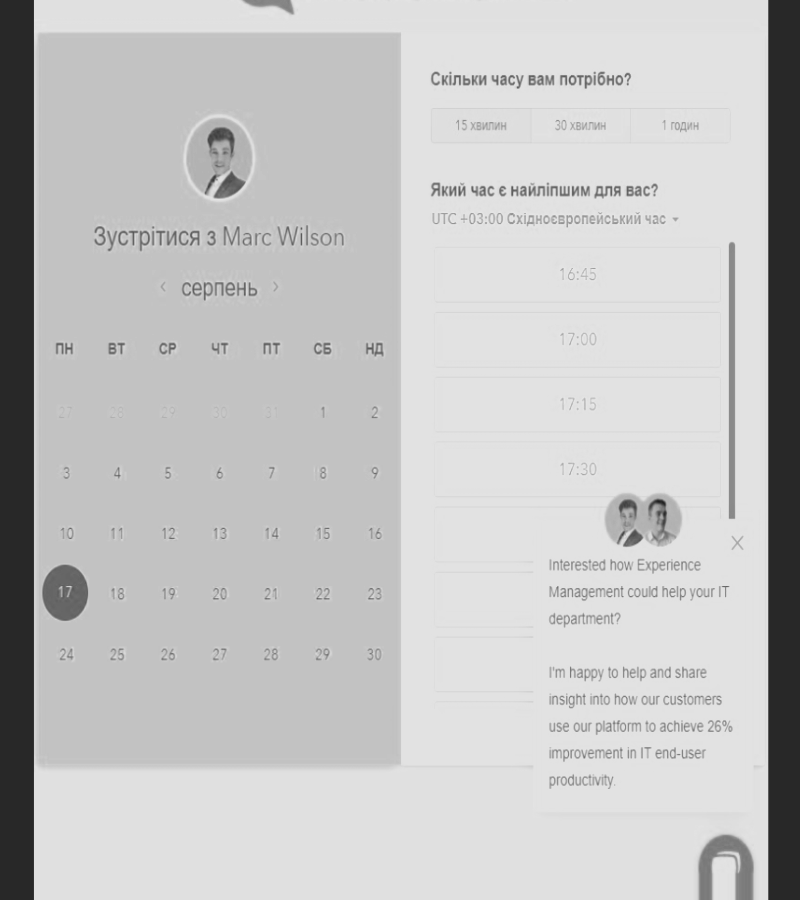 Скільки часу вам потрібно?
15 хвилин 30 хвилин 1 годин
Який час є найліпшим для вас?
UTC +03:00 Східноєвропейський час
16:45
17:00
17:15
17:30
Зустрітися з Marc Wilson
серпень
ПН ВТ СР ЧТ ПТ СБ НД
27 28 29 30 31 1 2
3 4 5 6 7 8 9
10 11 12 13 14 15 16
17 18 19 20 21 22 23
24 25 26 27 28 29 30
Interested how Experience
Management could help your IT
department?
I'm happy to help and share
insight into how our customers
use our platform to achieve 26%
improvement in IT end-user
productivity.